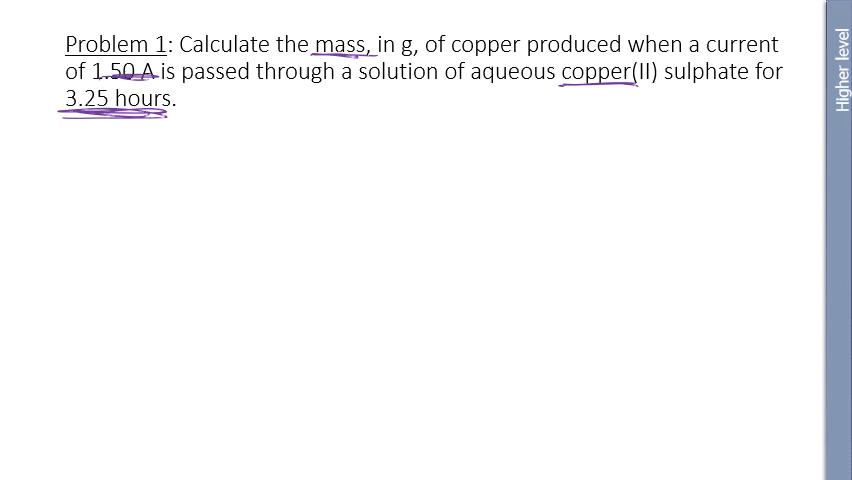 Problem 1: Calculate the mass, in g, of copper produced when a current
of 1.50 A is passed through a solution of aqueous copper(II) sulphate for
3.25 hours.
Higher level